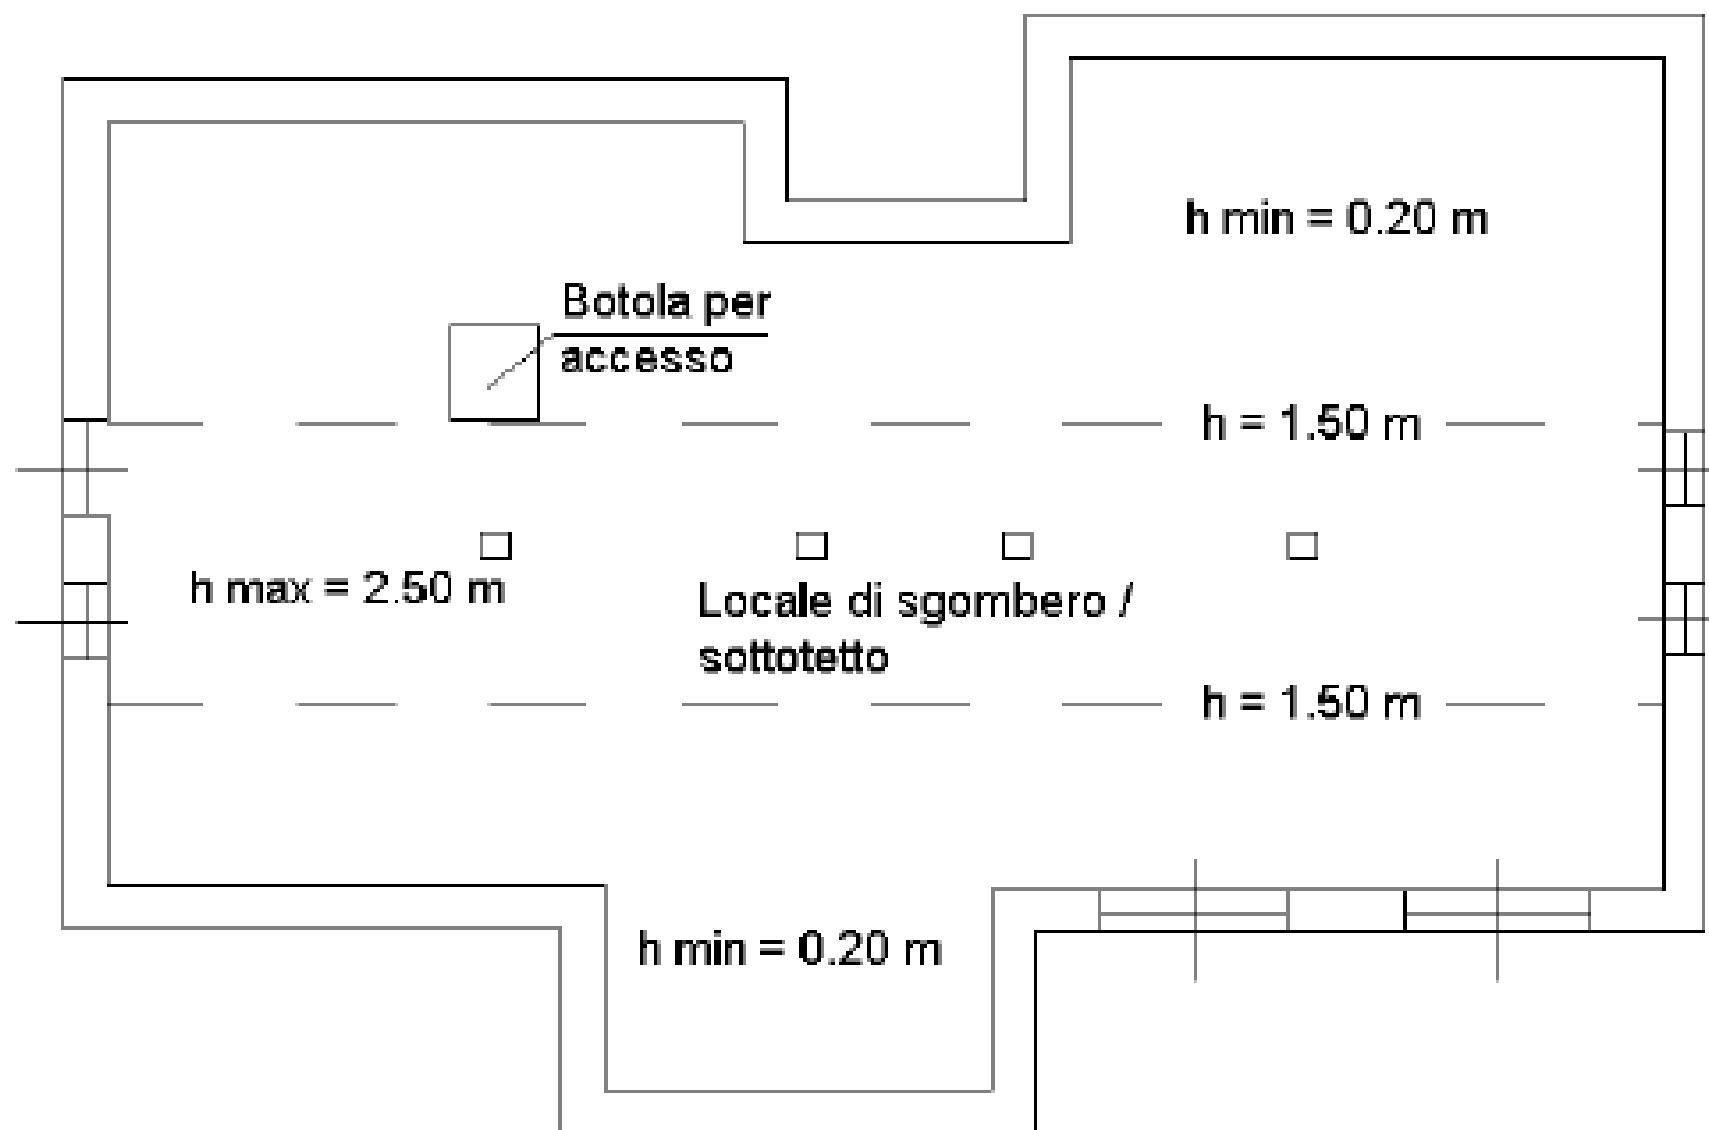 h min = 0.20 m
Botola per
accesso
h = 1.50 m
h max = 2.50 m
Locale di sgombero /
sottotetto
h = 1.50 m
h min = 0.20 m